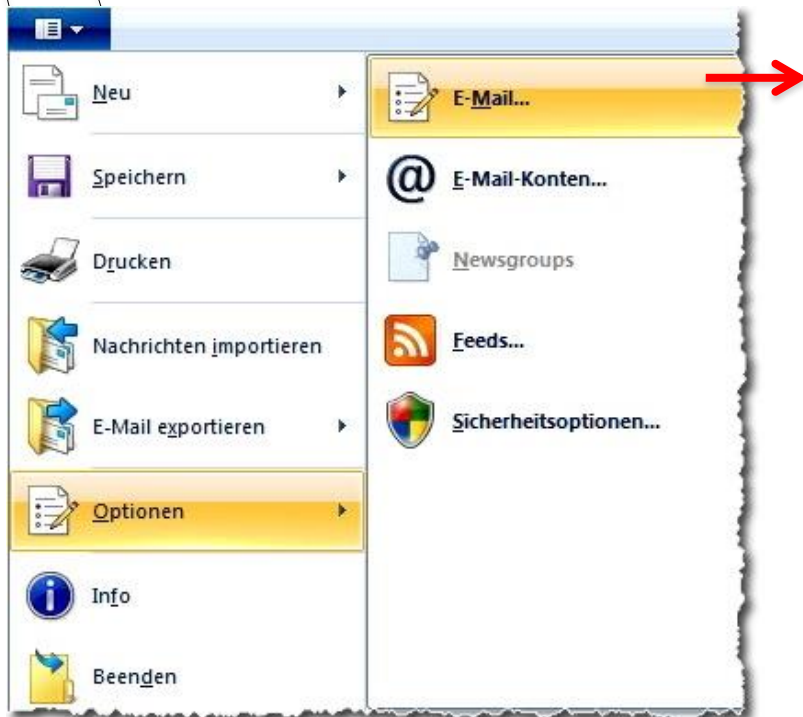 Neu
Speichern
Drucken
Nachrichten importieren
E-Mail exportieren
Optionen
Info
Beenden
E-Mail...
E-Mail-Konten...
Newsgroups
Feeds...
Sicherheitsoptionen...